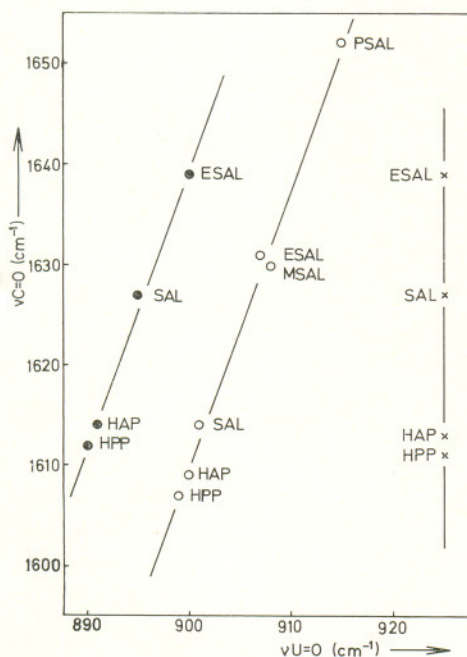 1650
1640
1630
1620
1610
1600
νC=O (cm⁻¹)
PSAL
ESAL
ESAL
ESAL
MSAL
SAL
SAL
SAL
HAP
HPP
HAP
HPP
HAP
HPP
890
900
910
920
νU=O (cm⁻¹)